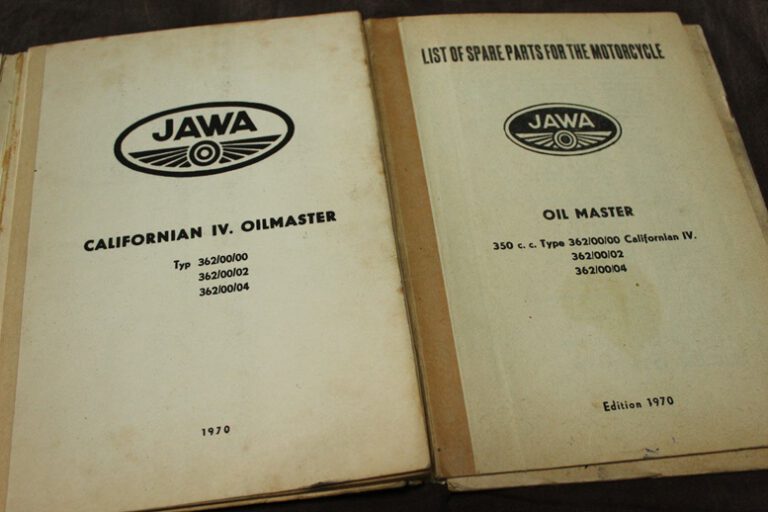 JAWA
CALIFORNIAN IV. OILMASTER
Typ 362/00/00
362/00/02
362/00/04
1970
LIST OF SPARE PARTS FOR THE MOTORCYCLE
JAWA
OIL MASTER
350 c. c. Type 362/00/00 Californian IV.
362/00/02
362/00/04
Edition 1970